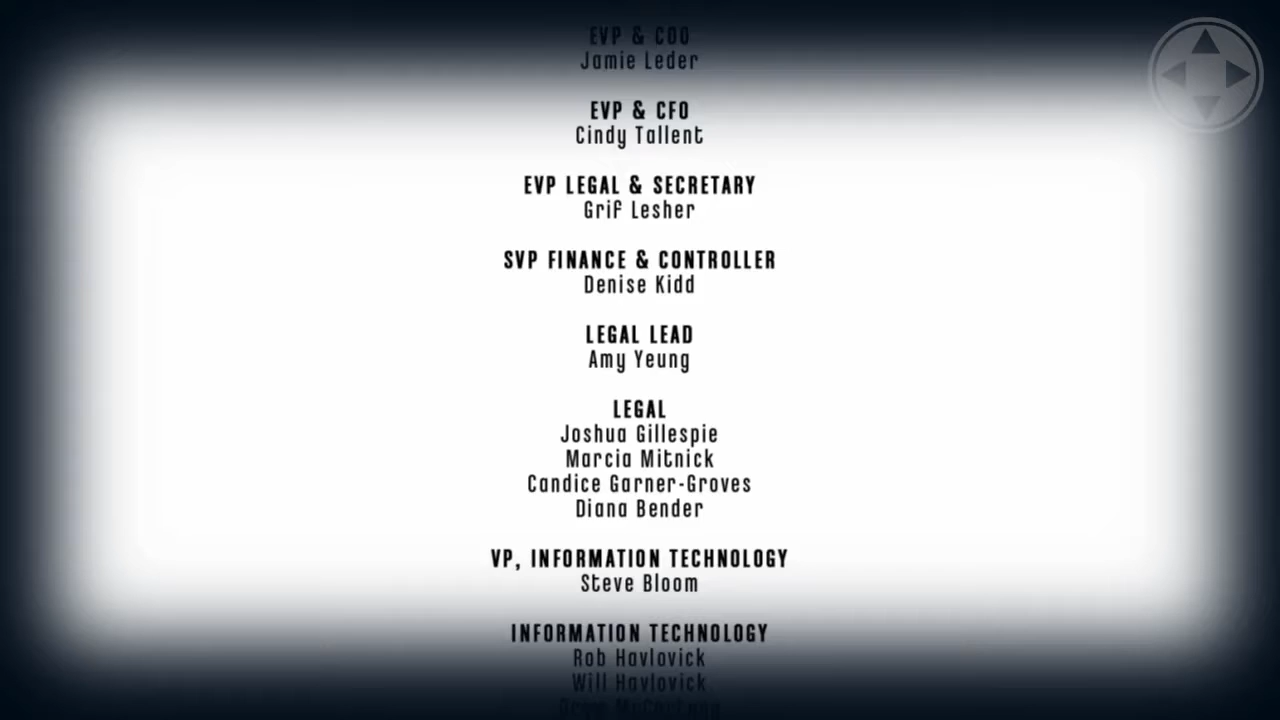 EVP & COO
Jamie Leder
EVP & CFO
Cindy Tallent
EVP LEGAL & SECRETARY
Grif Lesher
SVP FINANCE & CONTROLLER
Denise Kidd
LEGAL LEAD
Amy Yeung
LEGAL
Joshua Gillespie
Marcia Mitnick
Candice Garner-Groves
Diana Bender
VP, INFORMATION TECHNOLOGY
Steve Bloom
INFORMATION TECHNOLOGY
Rob Havlovick
Will Havlovick